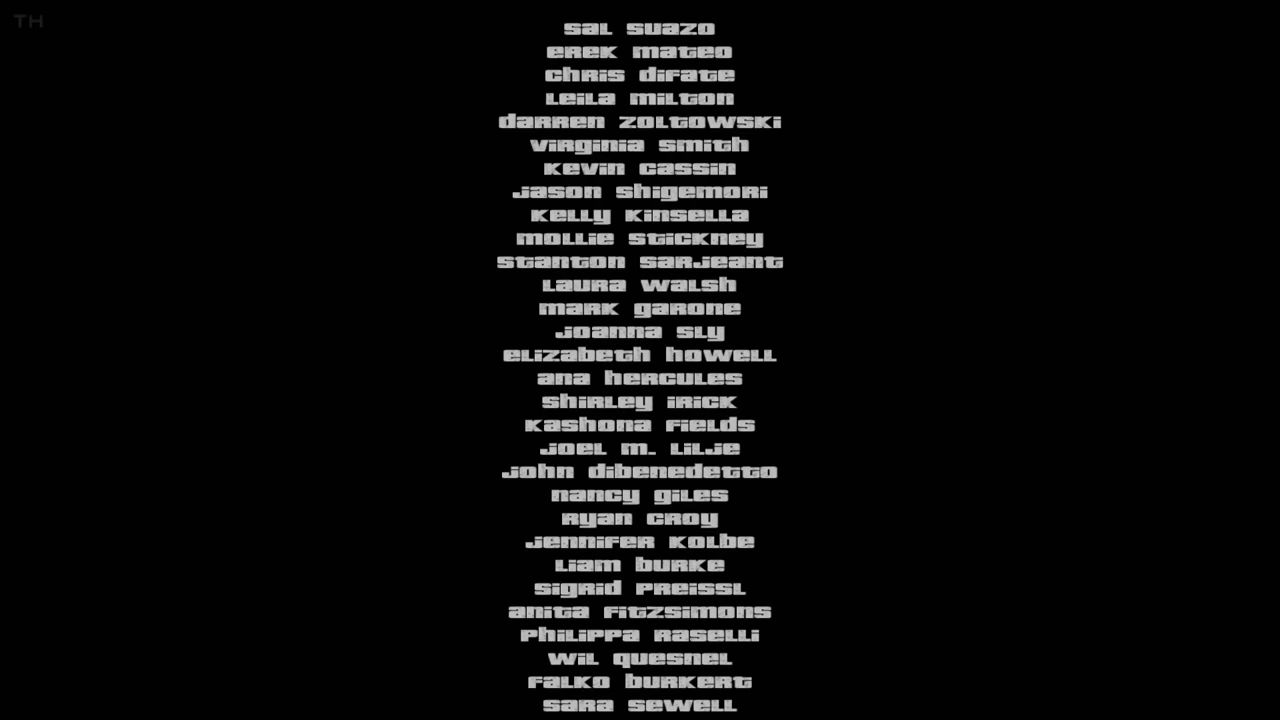 TH
SAL SUAZO
EREK MATEO
CHRIS DIFATE
LEILA MILTON
DARREN ZOLTOWSKI
VIRGINIA SMITH
KEVIN CASSIN
JASON SHIGEMORI
KELLY KINSELLA
MOLLIE STICKNEY
STANTON SARJEANT
LAURA WALSH
MARK GARONE
JOANNA SLY
ELIZABETH HOWELL
ANA HERCULES
SHIRLEY IRICK
KASHONA FIELDS
JOEL M. LILJE
JOHN DIBENEDETTO
NANCY GILES
RYAN CROY
JENNIFER KOLBE
LIAM BURKE
SIGRID PREISSL
ANITA FITZSIMONS
PHILIPPA RASELLI
WIL QUESNEL
FALKO BURKERT
SARA SEWELL